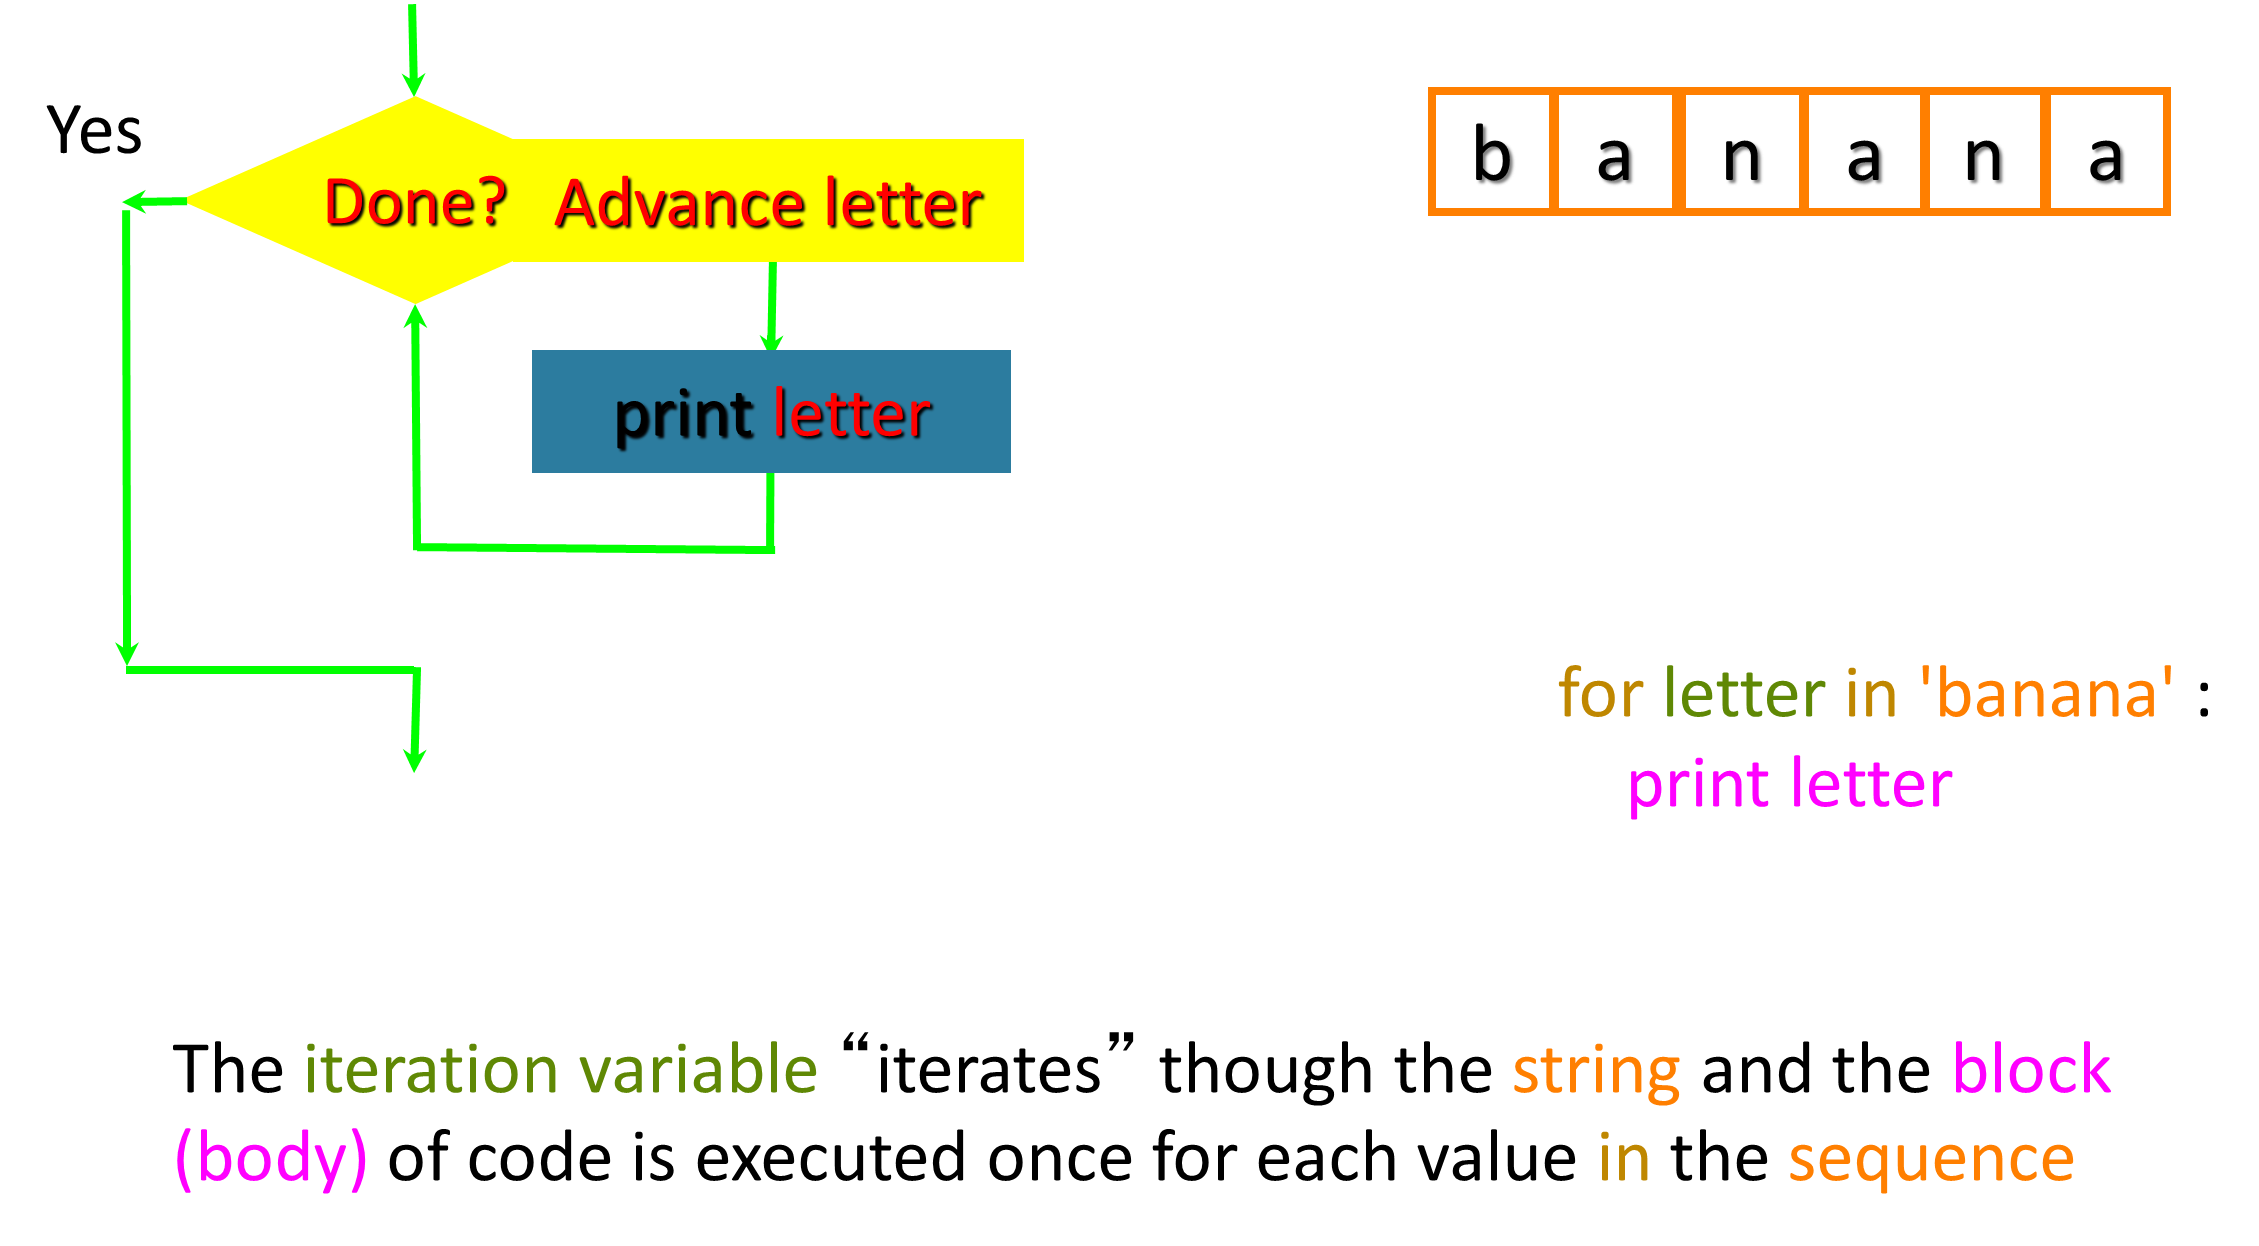 Yes
Done?
Advance letter
b a n a n a
print letter
for letter in 'banana' :
print letter
The iteration variable “iterates” though the string and the block
(body) of code is executed once for each value in the sequence